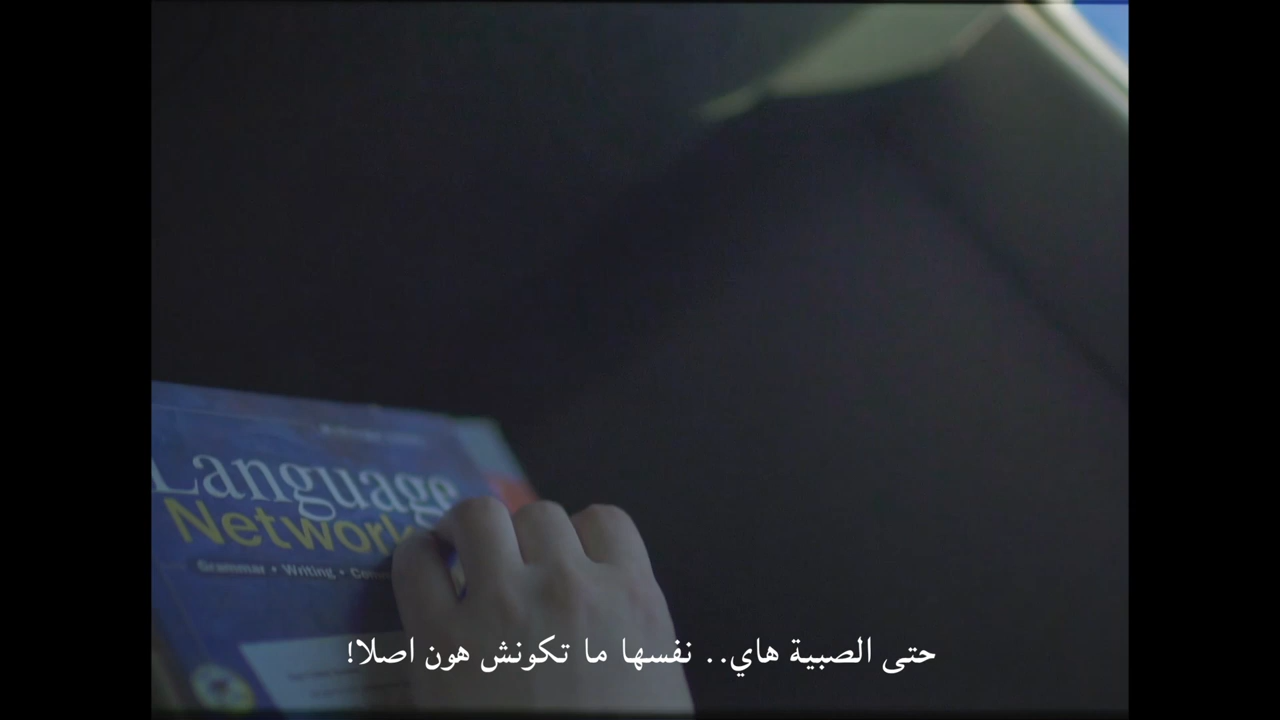 Language
Network
Grammar • Writing •
حتى الصبية هاي.. نفسها ما تكونش هون اصلا!